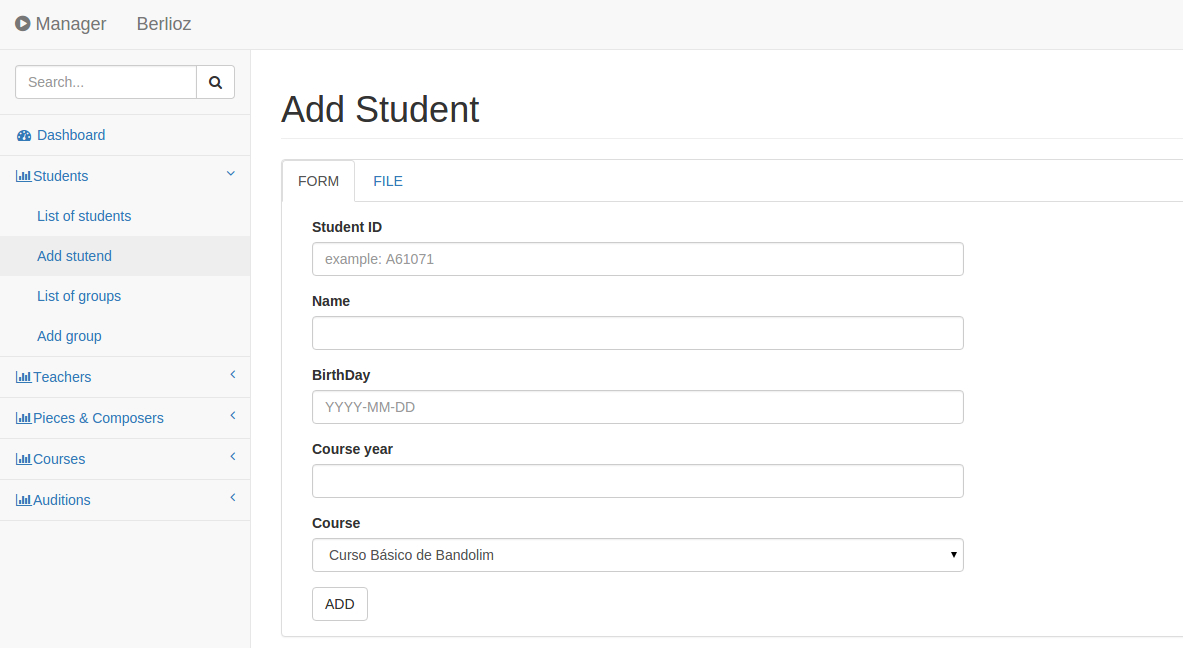 Manager Berlioz
Search...
Dashboard
Students
List of students
Add stutend
List of groups
Add group
Teachers
Pieces & Composers
Courses
Auditions
Add Student
FORM FILE
Student ID
example: A61071
Name
BirthDay
YYYY-MM-DD
Course year
Course
Curso Básico de Bandolim
ADD